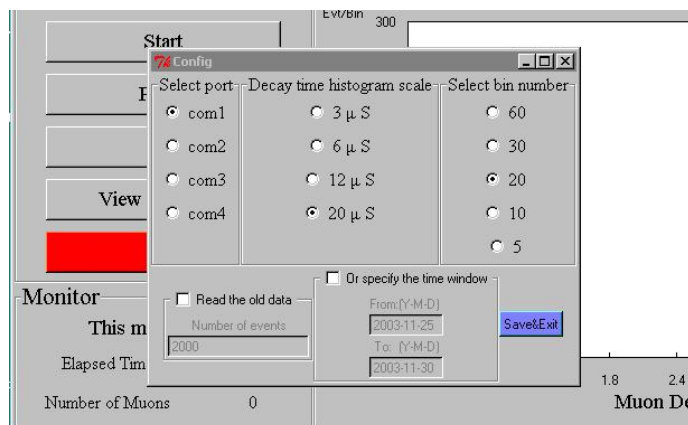 Evt/Bin
300
Start
Config
Select port
Decay time histogram scale
Select bin number
com1
3 μ S
60
com2
6 μ S
30
com3
12 μ S
20
com4
20 μ S
10
5
View
Monitor
This m
Elapsed Tim
Number of Muons 0
Read the old data
Number of events
2000
Or specify the time window
From:(Y-M-D)
2003-11-25
To: (Y-M-D)
2003-11-30
Save&Exit
1.8 2.4
Muon De